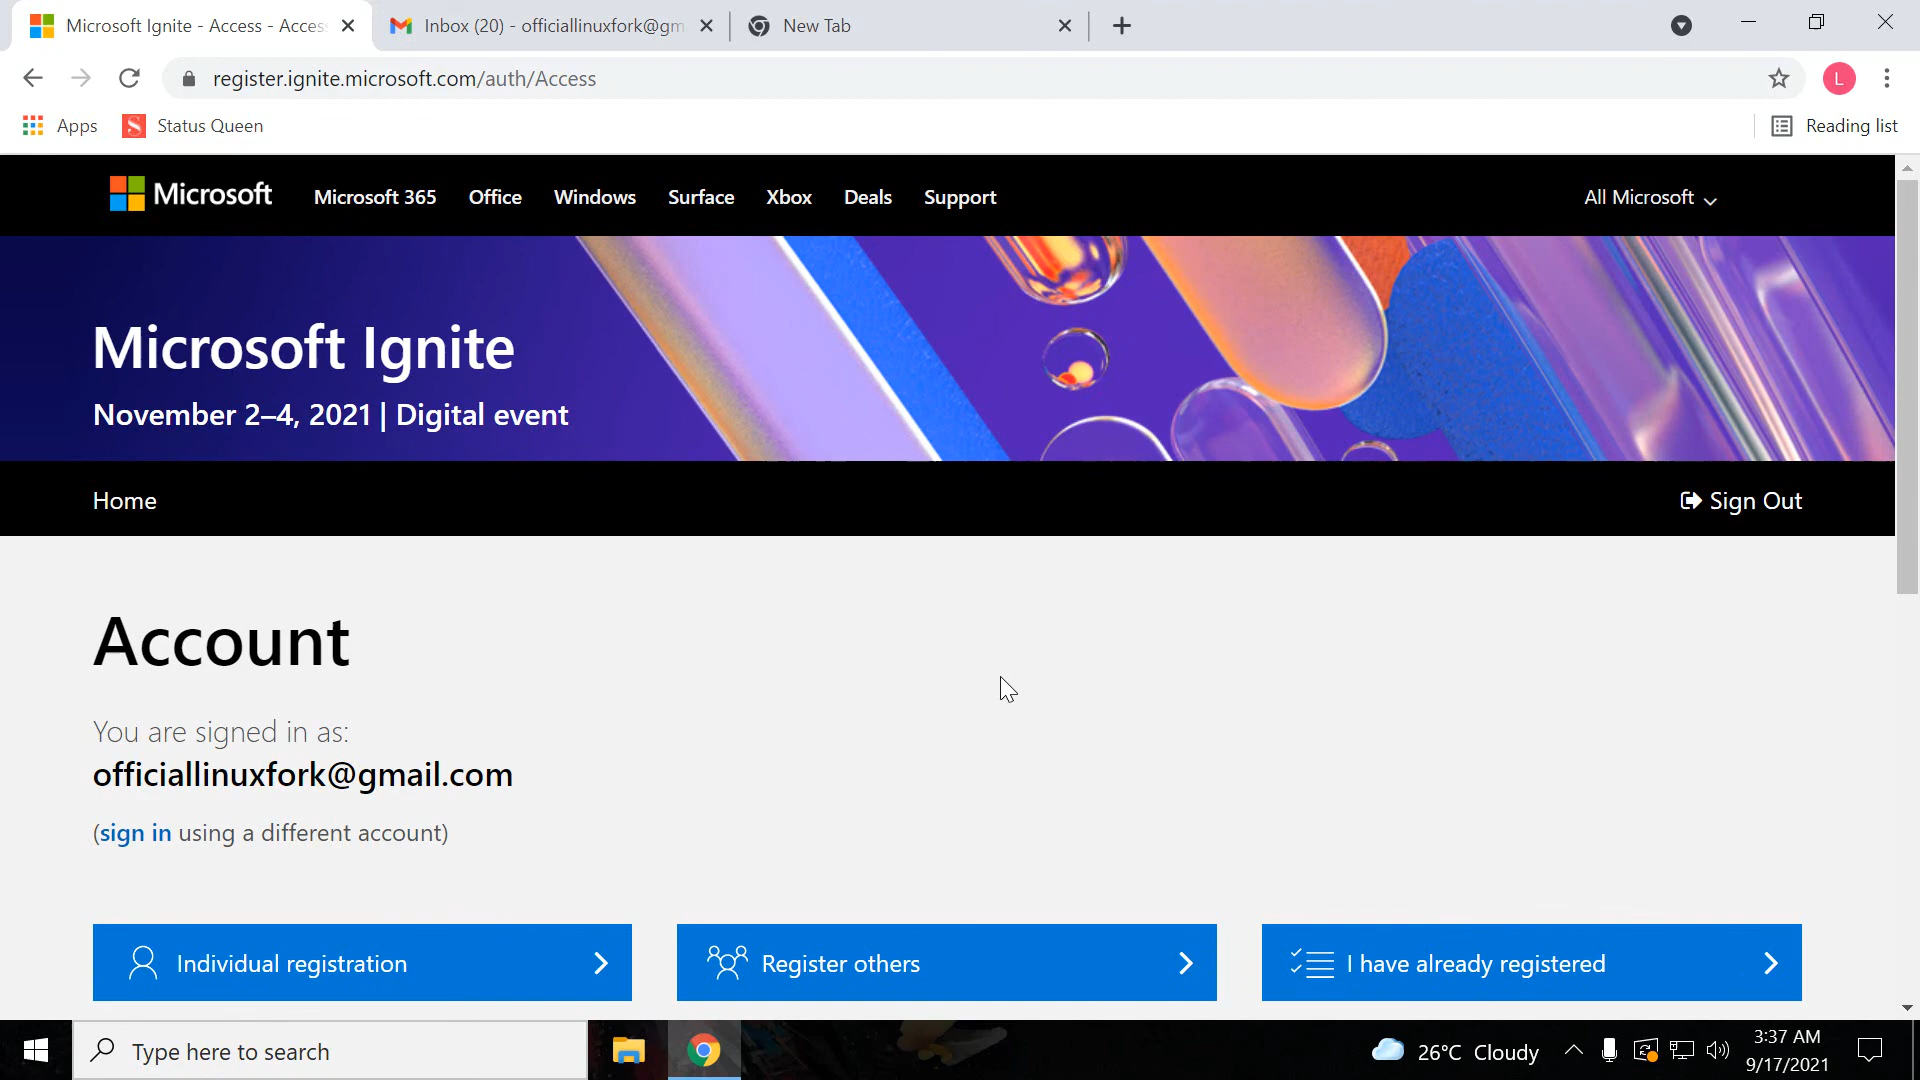 Microsoft Ignite - Access - Acces
Inbox (20) - officiallinuxfork@gm
New Tab
register.ignite.microsoft.com/auth/Access
L
Apps
S
Status Queen
Reading list
Microsoft
Microsoft 365
Office
Windows
Surface
Xbox
Deals
Support
All Microsoft
Microsoft Ignite
November 2–4, 2021 | Digital event
Home
Sign Out
Account
You are signed in as:
officiallinuxfork@gmail.com
(sign in using a different account)
Individual registration
Register others
I have already registered
Type here to search
26°C Cloudy
3:37 AM
9/17/2021